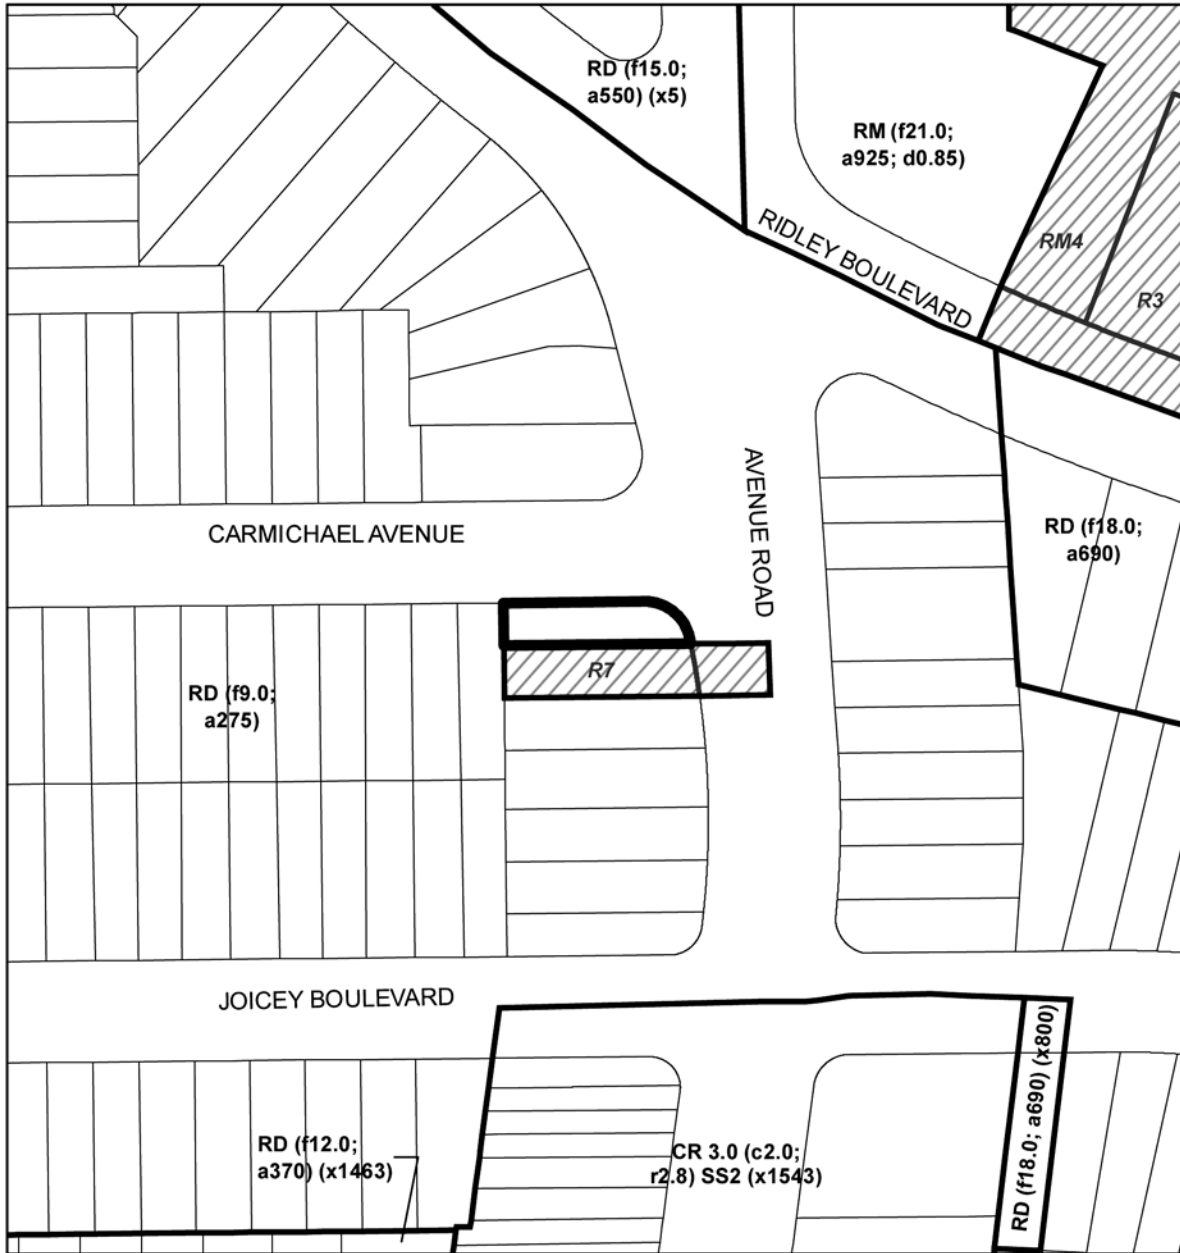 RD (f15.0;
a550) (x5)
RM (f21.0;
a925; d0.85)
RIDLEY BOULEVARD
RM4
R3
AVENUE ROAD
CARMICHAEL AVENUE
RD (f18.0;
a690)
R7
RD (f9.0;
a275)
JOICEY BOULEVARD
RD (f18.0; a690) (x800)
RD (f12.0;
a370) (x1463)
CR 3.0 (c2.0;
r2.8) SS2 (x1543)